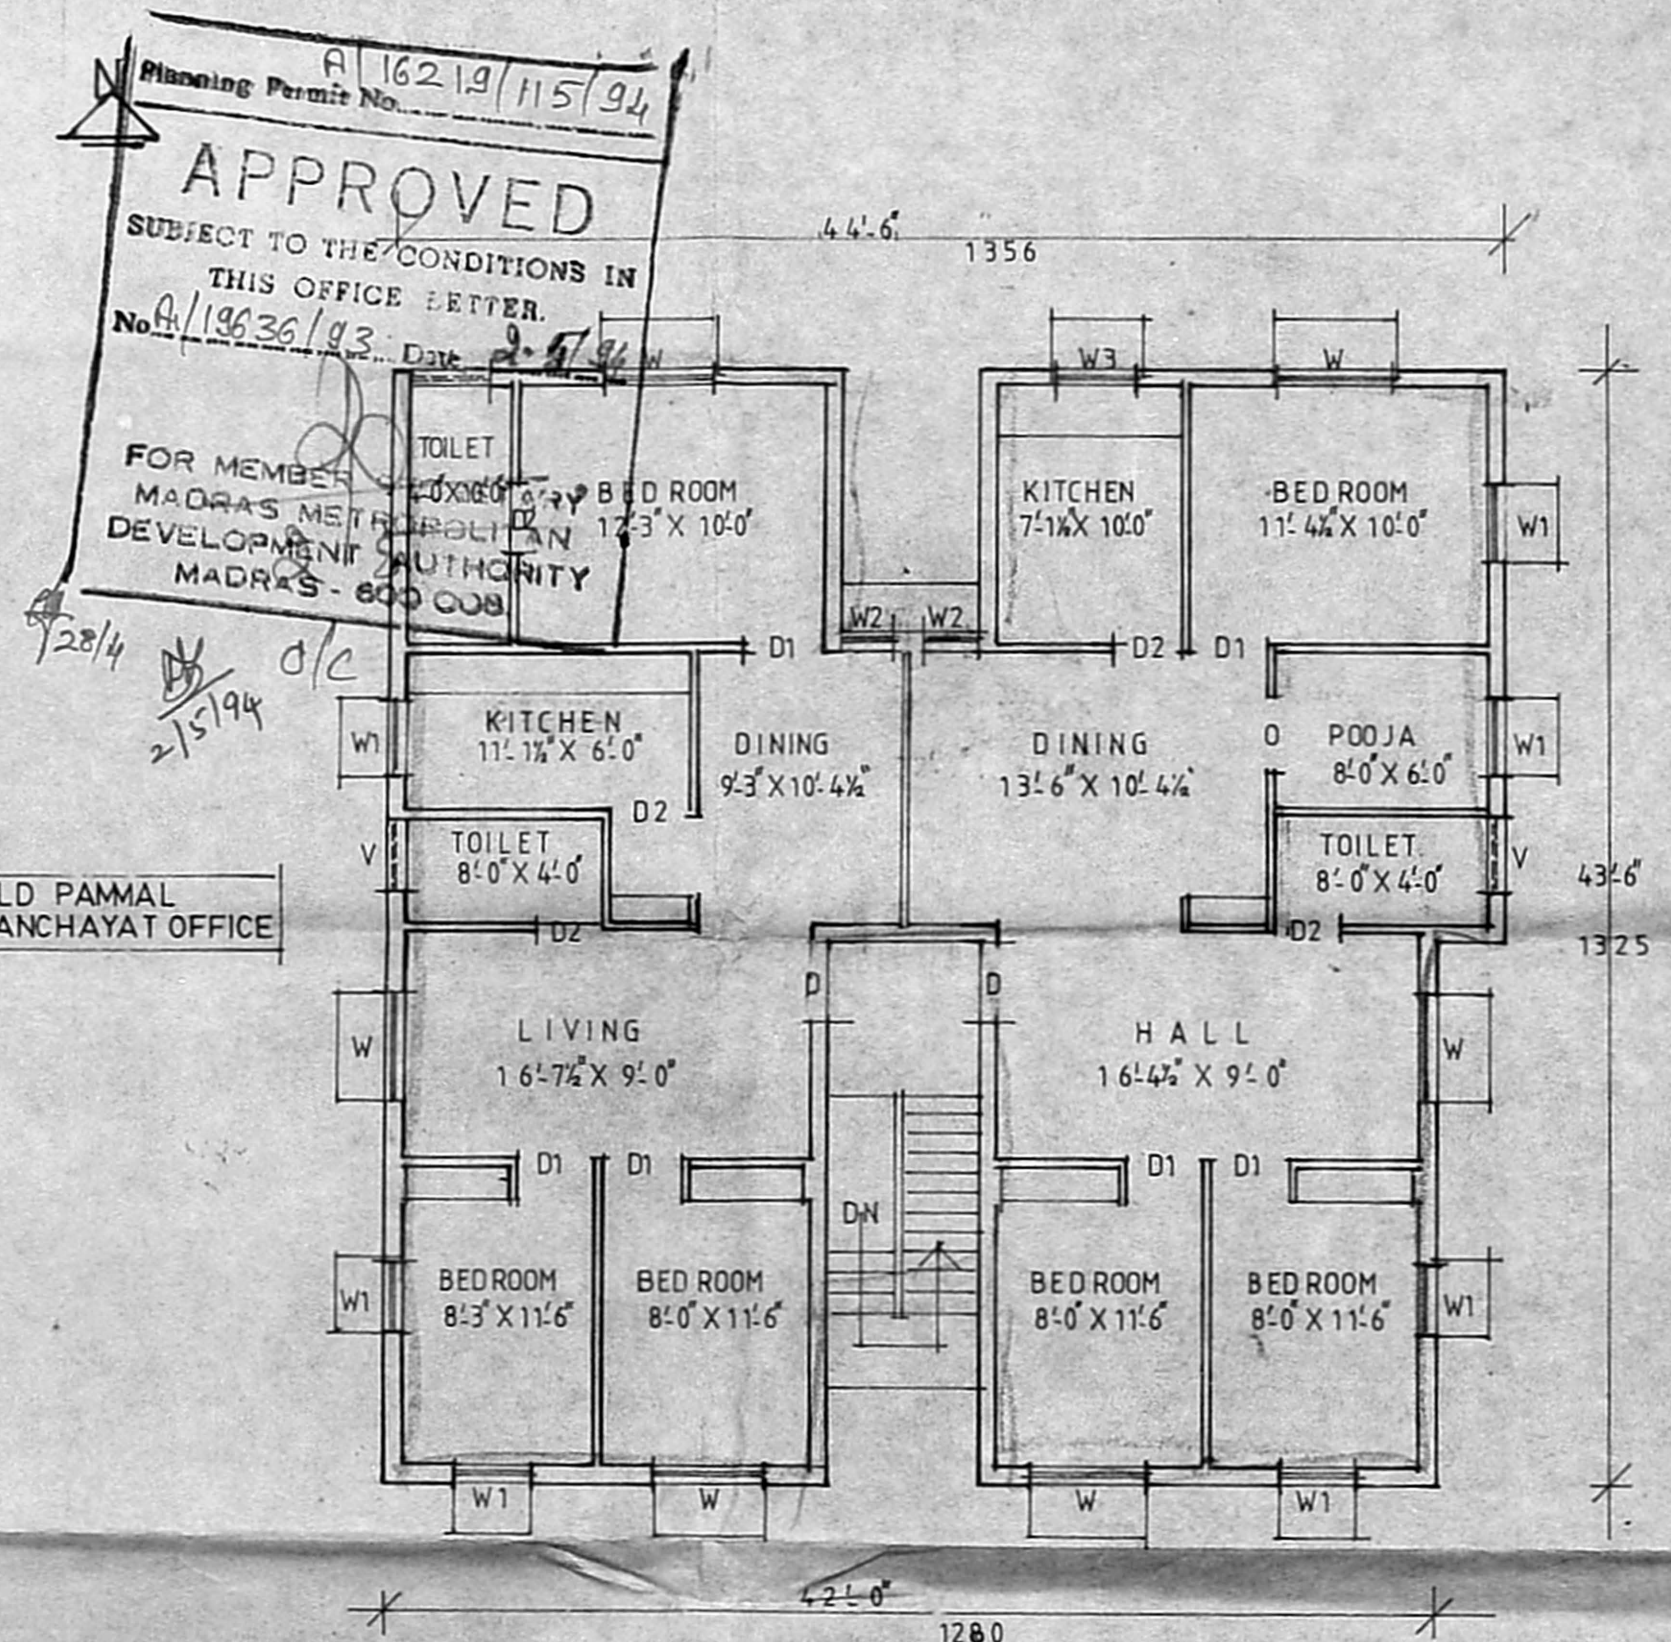 N
Planning Permit No. A/16219/115/94
APPROVED
SUBJECT TO THE CONDITIONS IN
THIS OFFICE LETTER.
No. A/19636/93 Date
FOR MEMBER
MADRAS METROPOLITAN
DEVELOPMENT AUTHORITY
MADRAS - 600 008
28/4
2/5/94
O/C
44'-6"
1356
W
W3
W
TOILET
BED ROOM
12'-3" X 10'-0"
KITCHEN
7'-1½" X 10'-0"
BED ROOM
11'-4½" X 10'-0"
W1
W2
W2
D1
D2
D1
W1
KITCHEN
11'-1½" X 6'-0"
DINING
9'-3" X 10'-4½"
DINING
13'-6" X 10'-4½"
O
POOJA
8'-0" X 6'-0"
W1
D2
V
TOILET
8'-0" X 4'-0"
TOILET
8'-0" X 4'-0"
V
43'-6"
1325
LD PAMMAL
ANCHAYAT OFFICE
D2
D2
D
D
W
LIVING
16'-7½" X 9'-0"
HALL
16'-4½" X 9'-0"
W
D1
D1
D1
D1
DN
W1
BED ROOM
8'-3" X 11'-6"
BED ROOM
8'-0" X 11'-6"
BED ROOM
8'-0" X 11'-6"
BED ROOM
8'-0" X 11'-6"
W1
W1
W
W
W1
42'-0"
1280